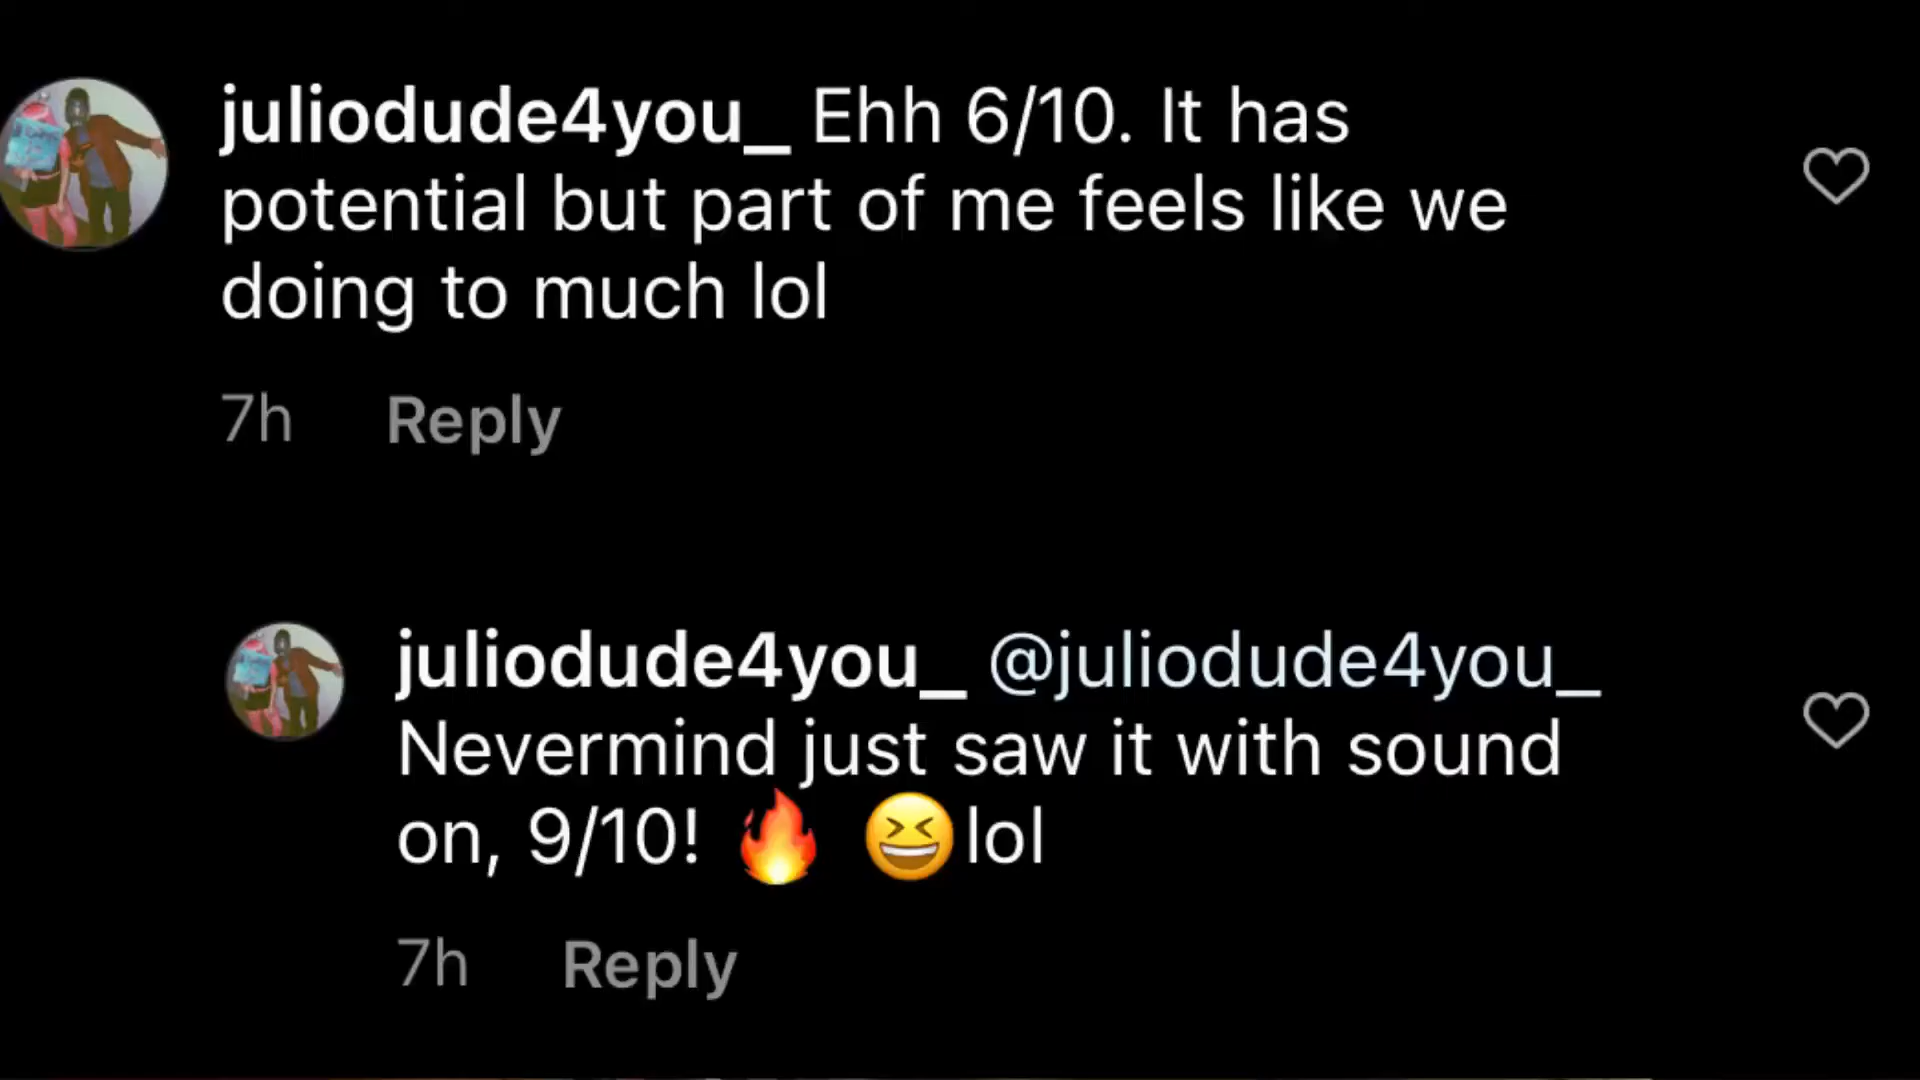 juliodude4you_ Ehh 6/10. It has
potential but part of me feels like we
doing to much lol
7h Reply
juliodude4you_ @juliodude4you_
Nevermind just saw it with sound
on, 9/10! 🔥 😆lol
7h Reply